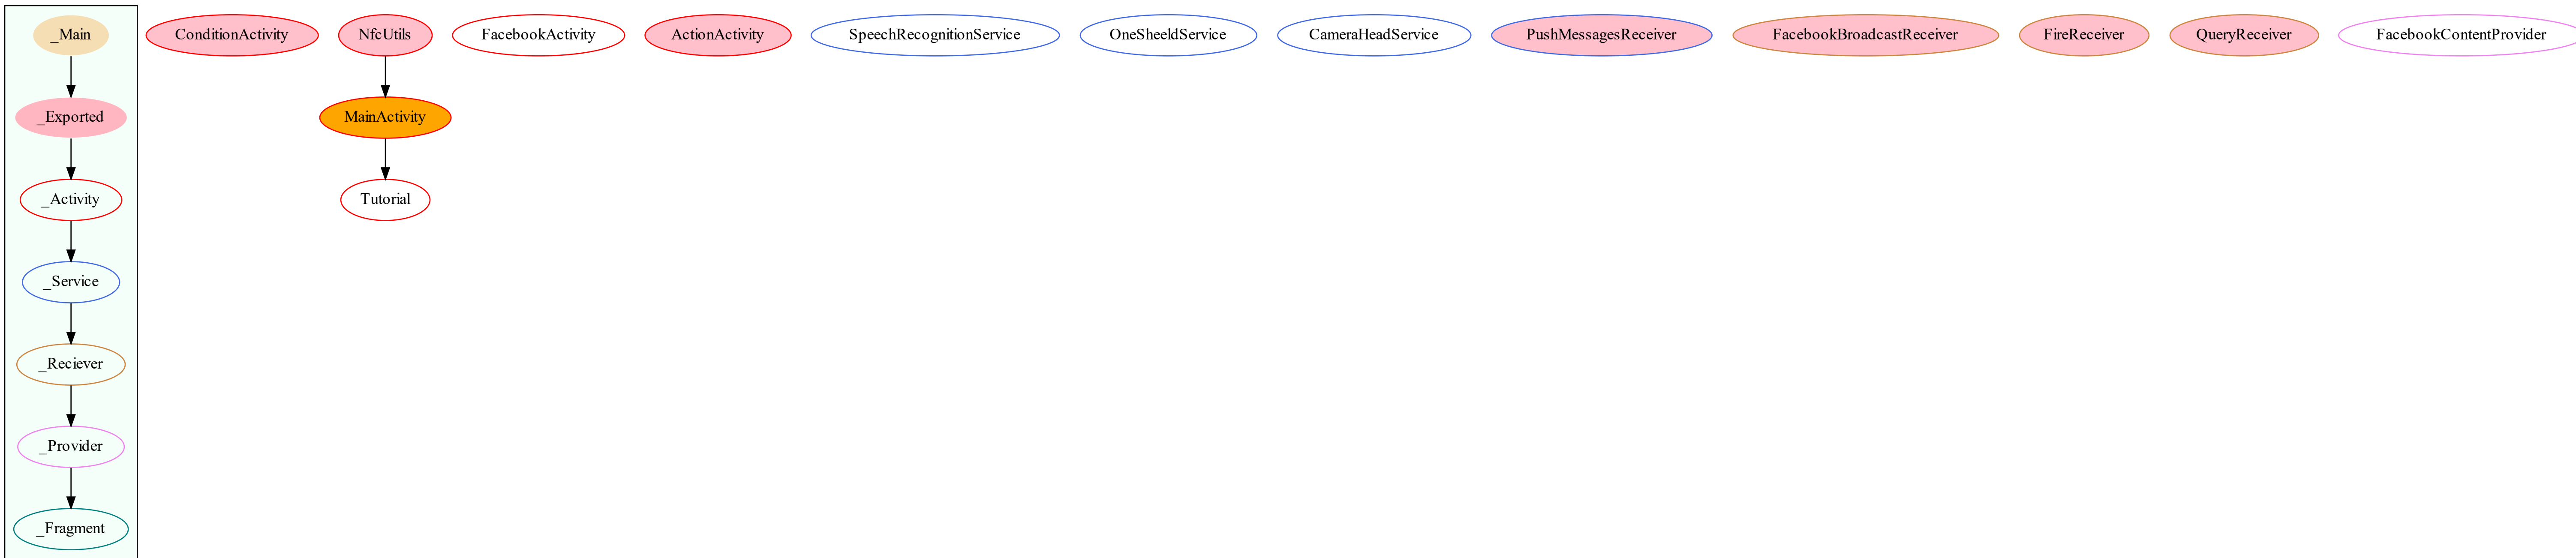 _Main
_Exported
_Activity
_Service
_Reciever
_Provider
_Fragment
ConditionActivity
NfcUtils
MainActivity
Tutorial
FacebookActivity
ActionActivity
SpeechRecognitionService
OneSheeldService
CameraHeadService
PushMessagesReceiver
FacebookBroadcastReceiver
FireReceiver
QueryReceiver
FacebookContentProvider